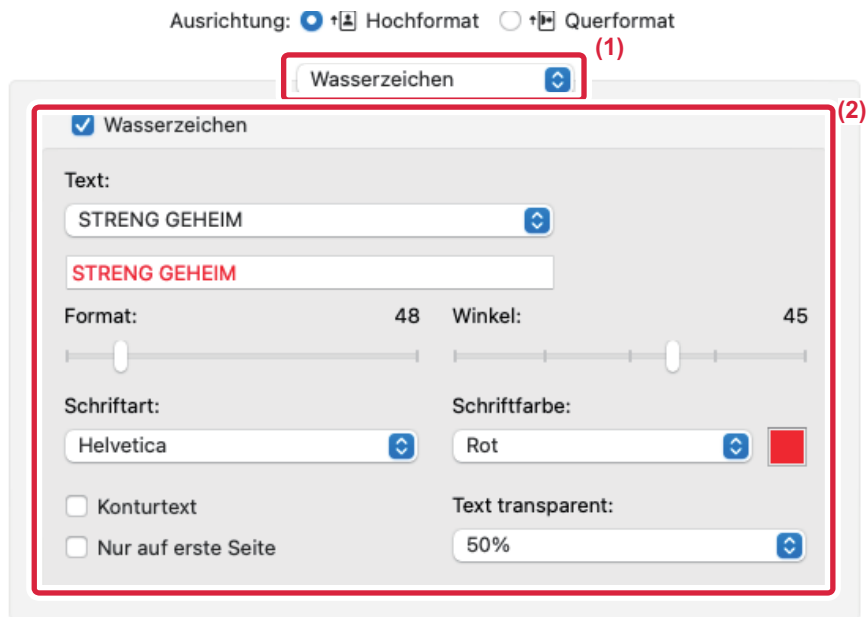 Ausrichtung: Hochformat Querformat
(1)
Wasserzeichen
(2)
Wasserzeichen
Text:
STRENG GEHEIM
STRENG GEHEIM
Format: 48 Winkel: 45
Schriftart: Schriftfarbe:
Helvetica Rot
Konturtext Text transparent:
Nur auf erste Seite 50%